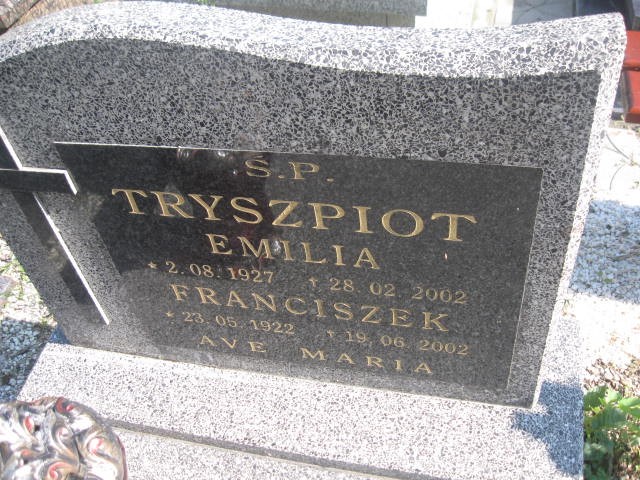 Ś.P.
TRYSZPIOT
EMILIA
* 2.08.1927 † 28.02.2002
FRANCISZEK
* 23.05.1922 † 19.06.2002
AVE MARIA